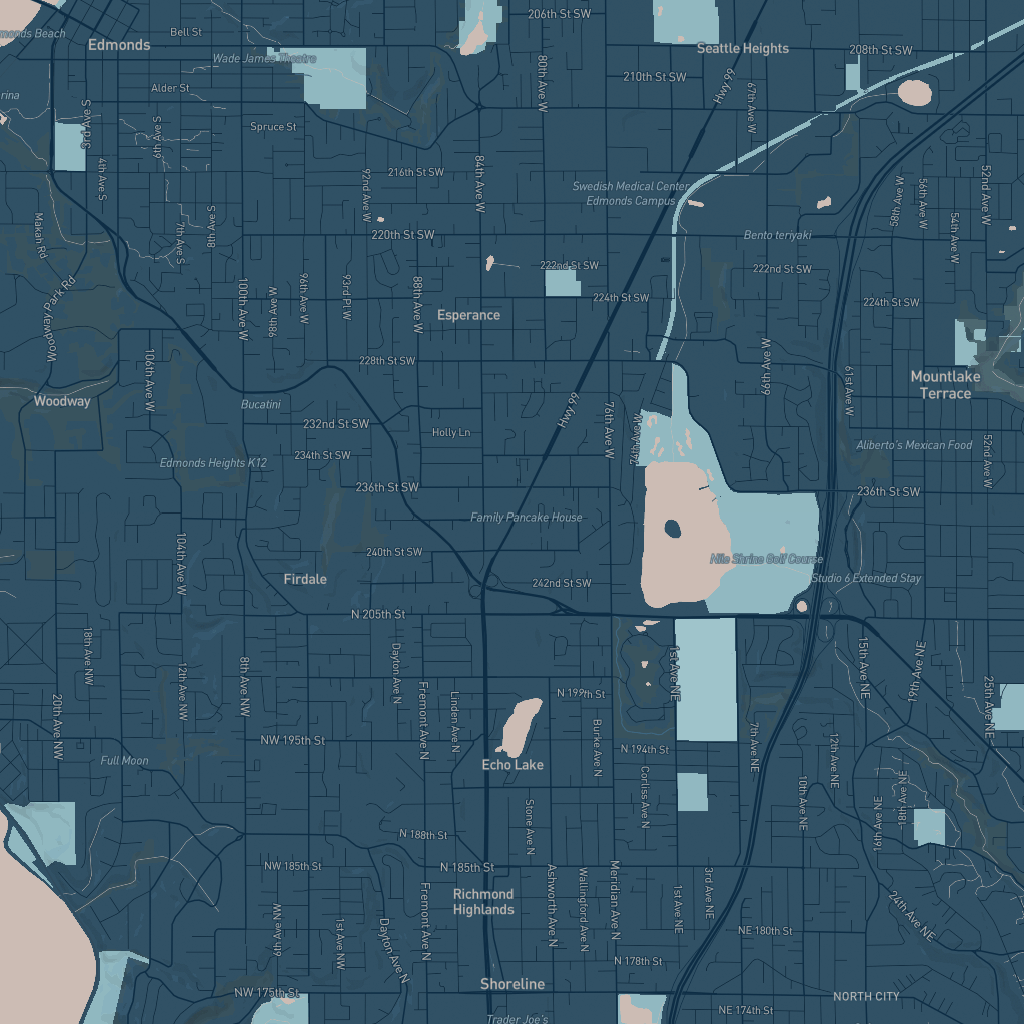 206th St SW
Bell St
Edmonds Beach
Edmonds
Seattle Heights
208th St SW
Wade James Theatre
210th St SW
80th Ave W
Hwy 99
Alder St
67th Ave W
3rd Ave S
Spruce St
6th Ave S
4th Ave S
216th St SW
84th Ave W
92nd Ave W
Swedish Medical Center
Edmonds Campus
58th Ave W
56th Ave W
52nd Ave W
54th Ave W
Makah Rd
7th Ave S
8th Ave S
220th St SW
Bento teriyaki
222nd St SW
222nd St SW
Woodway Park Rd
100th Ave W
98th Ave W
96th Ave W
93rd Pl W
88th Ave W
224th St SW
224th St SW
Esperance
228th St SW
106th Ave W
66th Ave W
61st Ave W
Mountlake
Terrace
Woodway
Bucatini
Hwy 99
76th Ave W
74th Ave W
232nd St SW
Holly Ln
Aliberto's Mexican Food
52nd Ave W
234th St SW
Edmonds Heights K12
236th St SW
236th St SW
Family Pancake House
104th Ave W
240th St SW
Nile Shrine Golf Course
Firdale
242nd St SW
Studio 6 Extended Stay
N 205th St
18th Ave NW
12th Ave NW
8th Ave NW
20th Ave NW
Dayton Ave N
Fremont Ave N
Linden Ave N
N 199th St
1st Ave NE
15th Ave NE
19th Ave NE
25th Ave NE
Burke Ave N
NW 195th St
N 194th St
7th Ave NE
12th Ave NE
Full Moon
Echo Lake
Corliss Ave N
10th Ave NE
18th Ave NE
16th Ave NE
Stone Ave N
N 188th St
NW 185th St
N 185th St
Richmond
Highlands
Ashworth Ave N
Wallingford Ave N
Meridian Ave N
1st Ave NE
3rd Ave NE
24th Ave NE
6th Ave NW
1st Ave NW
Dayton Ave N
Fremont Ave N
NE 180th St
N 178th St
Shoreline
NW 175th St
NORTH CITY
NE 174th St
Trader Joe's